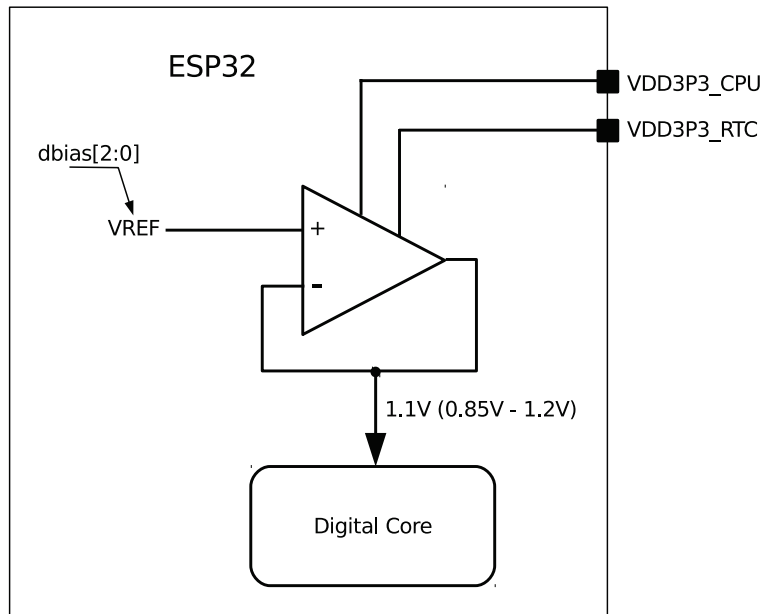 ESP32
VDD3P3_CPU
VDD3P3_RTC
dbias[2:0]
VREF
+
-
1.1V (0.85V - 1.2V)
Digital Core